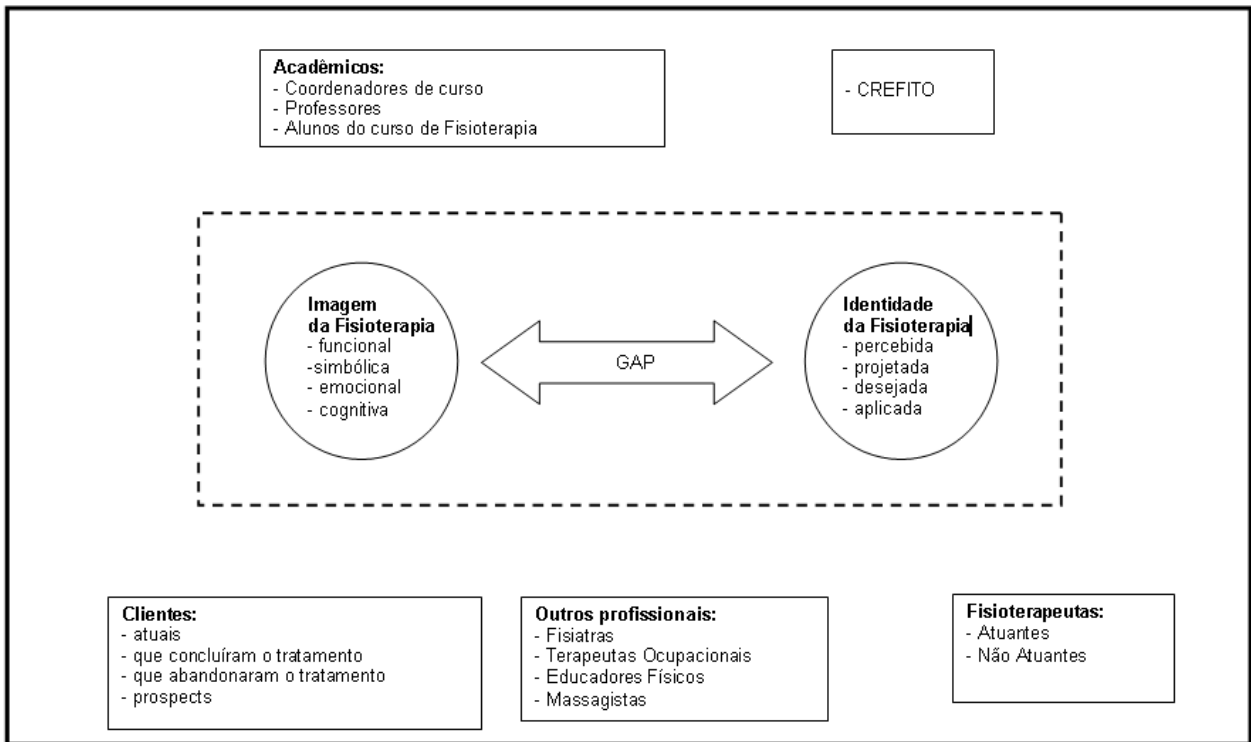 Acadêmicos:
- Coordenadores de curso
- Professores
- Alunos do curso de Fisioterapia
- CREFITO
Imagem
da Fisioterapia
- funcional
-simbólica
- emocional
- cognitiva
GAP
Identidade
da Fisioterapia
- percebida
- projetada
- desejada
- aplicada
Clientes:
- atuais
- que concluíram o tratamento
- que abandonaram o tratamento
- prospects
Outros profissionais:
- Fisiatras
- Terapeutas Ocupacionais
- Educadores Físicos
- Massagistas
Fisioterapeutas:
- Atuantes
- Não Atuantes